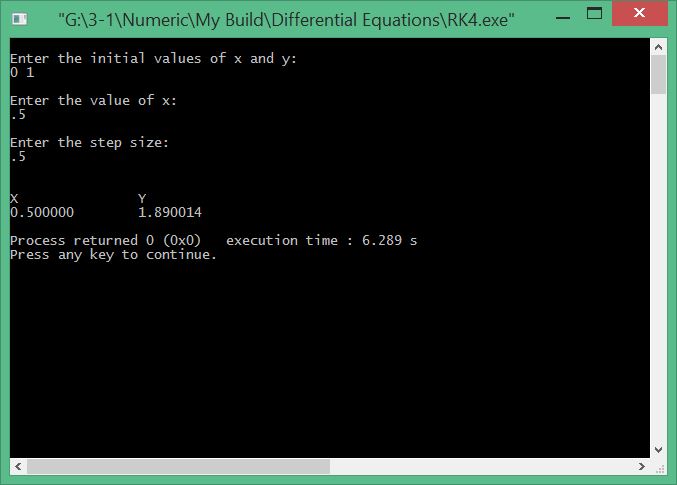 "G:\3-1\Numeric\My Build\Differential Equations\RK4.exe"
Enter the initial values of x and y:
0 1
Enter the value of x:
.5
Enter the step size:
.5
X Y
0.500000 1.890014
Process returned 0 (0x0) execution time : 6.289 s
Press any key to continue.